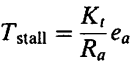 T_stall = K_t / R_a e_a